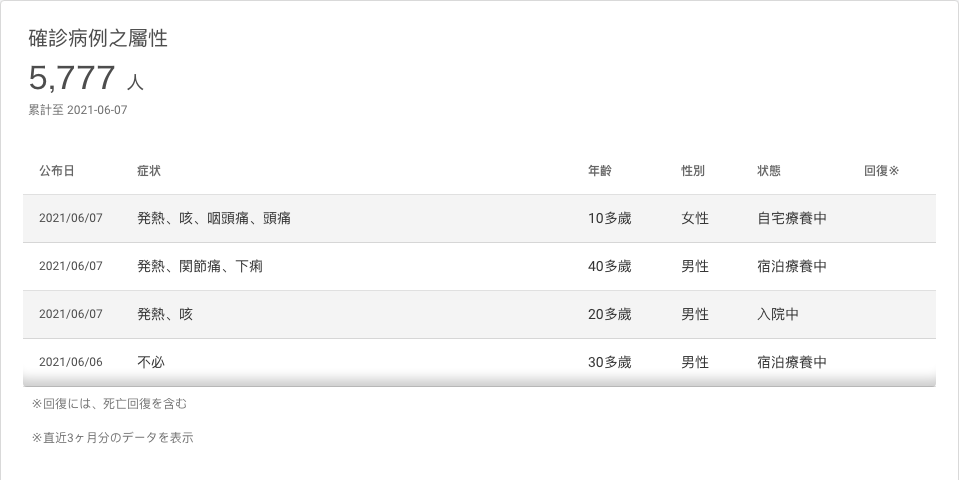 確診病例之屬性
5,777 人
累計至 2021-06-07
公布日 症状 年齢 性別 状態 回復※
2021/06/07 発熱、咳、咽頭痛、頭痛 10多歲 女性 自宅療養中
2021/06/07 発熱、関節痛、下痢 40多歲 男性 宿泊療養中
2021/06/07 発熱、咳 20多歲 男性 入院中
2021/06/06 不必 30多歲 男性 宿泊療養中
※回復には、死亡回復を含む
※直近3ヶ月分のデータを表示